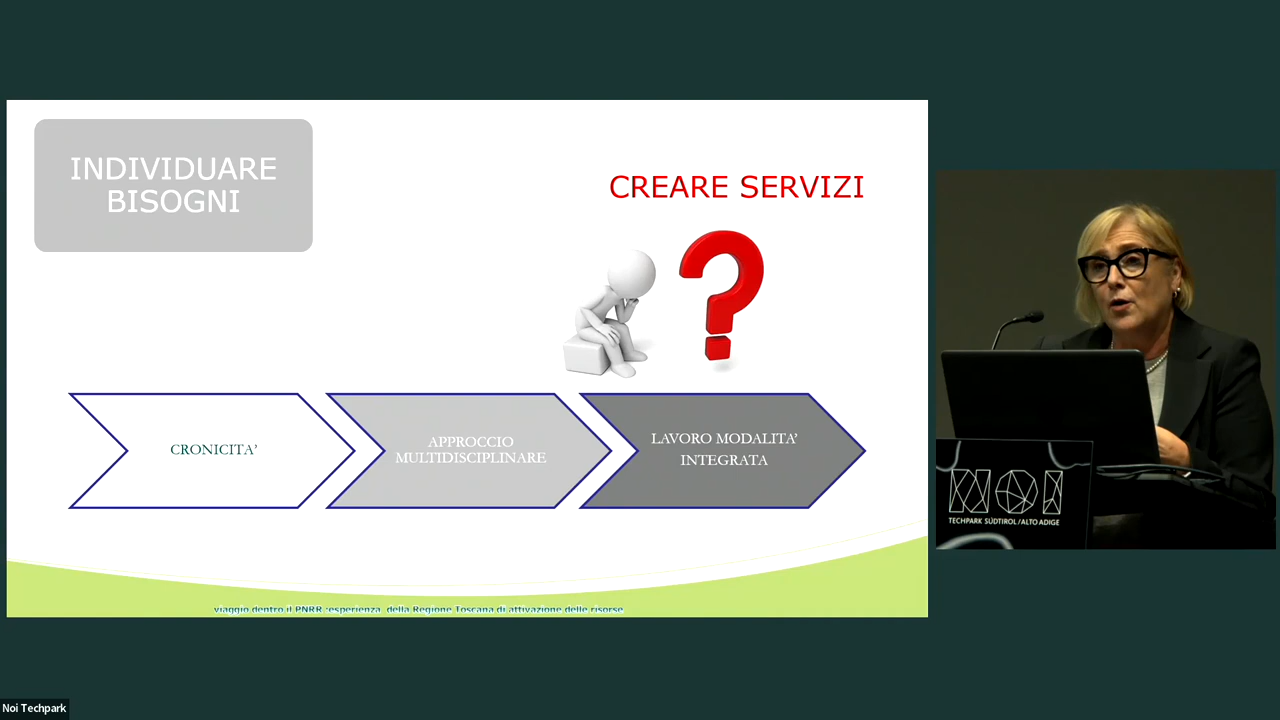 INDIVIDUARE
BISOGNI
CREARE SERVIZI
CRONICITA’
APPROCCIO
MULTIDISCIPLINARE
LAVORO MODALITA’
INTEGRATA
viaggio dentro il PNRR :esperienza della Regione Toscana di attivazione delle risorse
NOI
TECHPARK SÜDTIROL / ALTO ADIGE
Noi Techpark